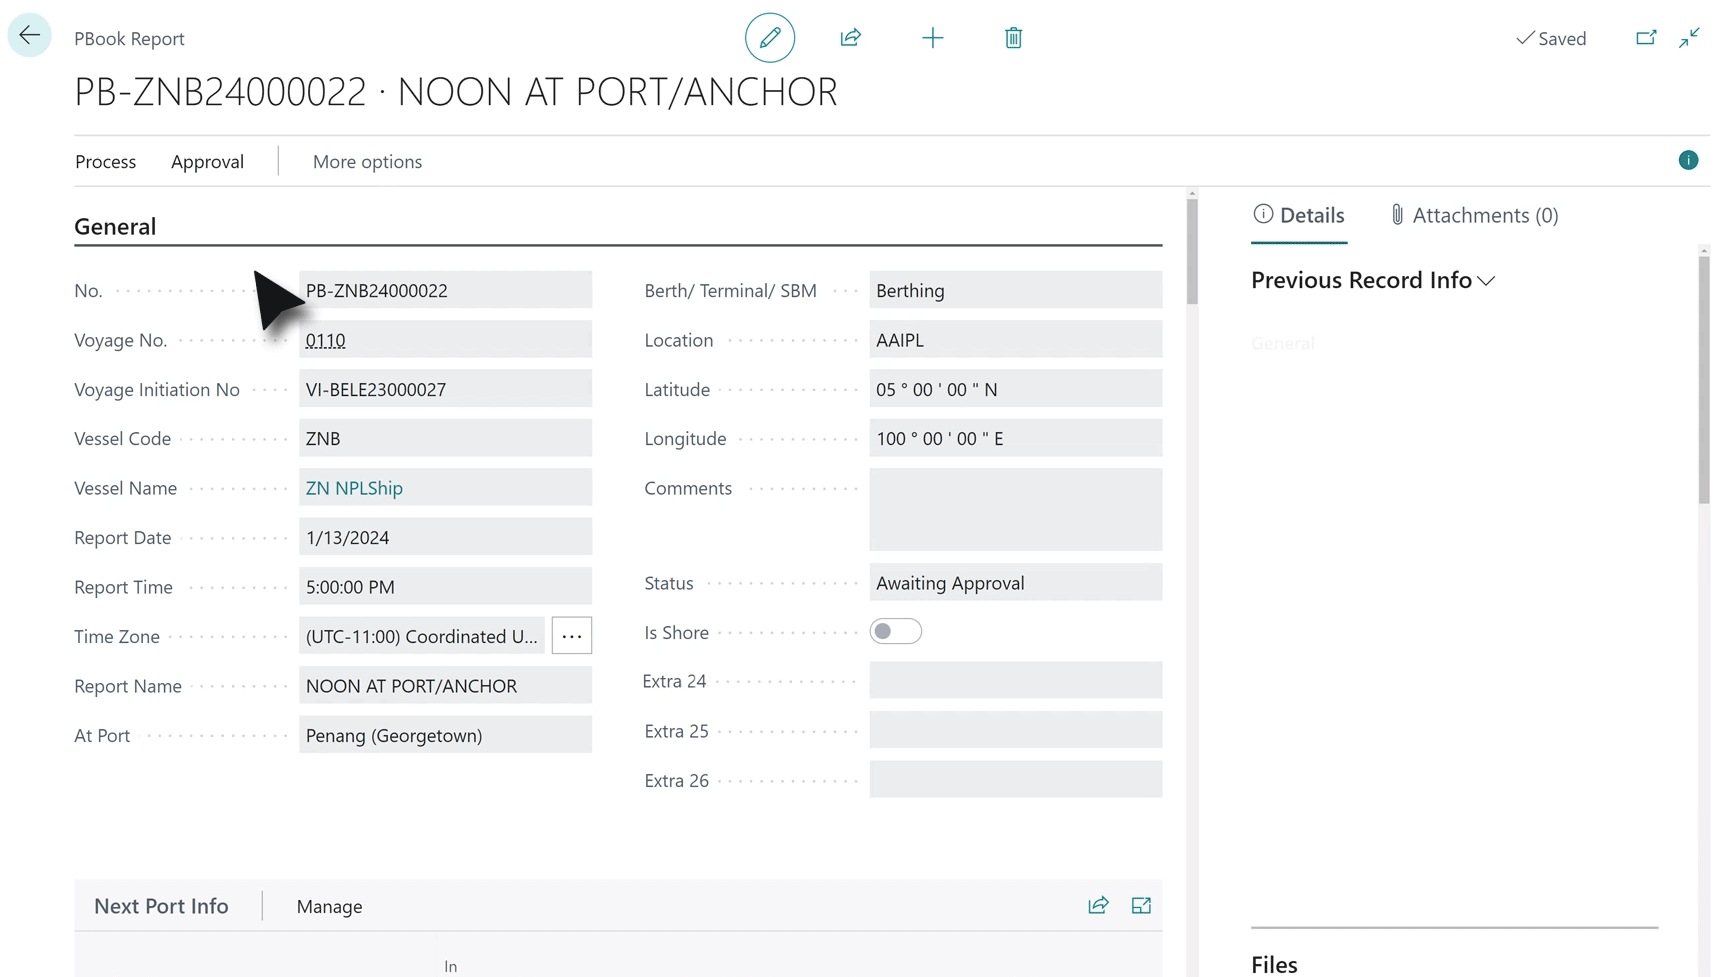 PBook Report
Saved
PB-ZNB24000022 · NOON AT PORT/ANCHOR
Process Approval More options
General
No. PB-ZNB24000022
Voyage No. 0110
Voyage Initiation No VI-BELE23000027
Vessel Code ZNB
Vessel Name ZN NPLShip
Report Date 1/13/2024
Report Time 5:00:00 PM
Time Zone (UTC-11:00) Coordinated U... ...
Report Name NOON AT PORT/ANCHOR
At Port Penang (Georgetown)
Berth/ Terminal/ SBM Berthing
Location AAIPL
Latitude 05 ° 00 ' 00 " N
Longitude 100 ° 00 ' 00 " E
Comments
Status Awaiting Approval
Is Shore
Extra 24
Extra 25
Extra 26
Next Port Info Manage
In
Details Attachments (0)
Previous Record Info
General
Files